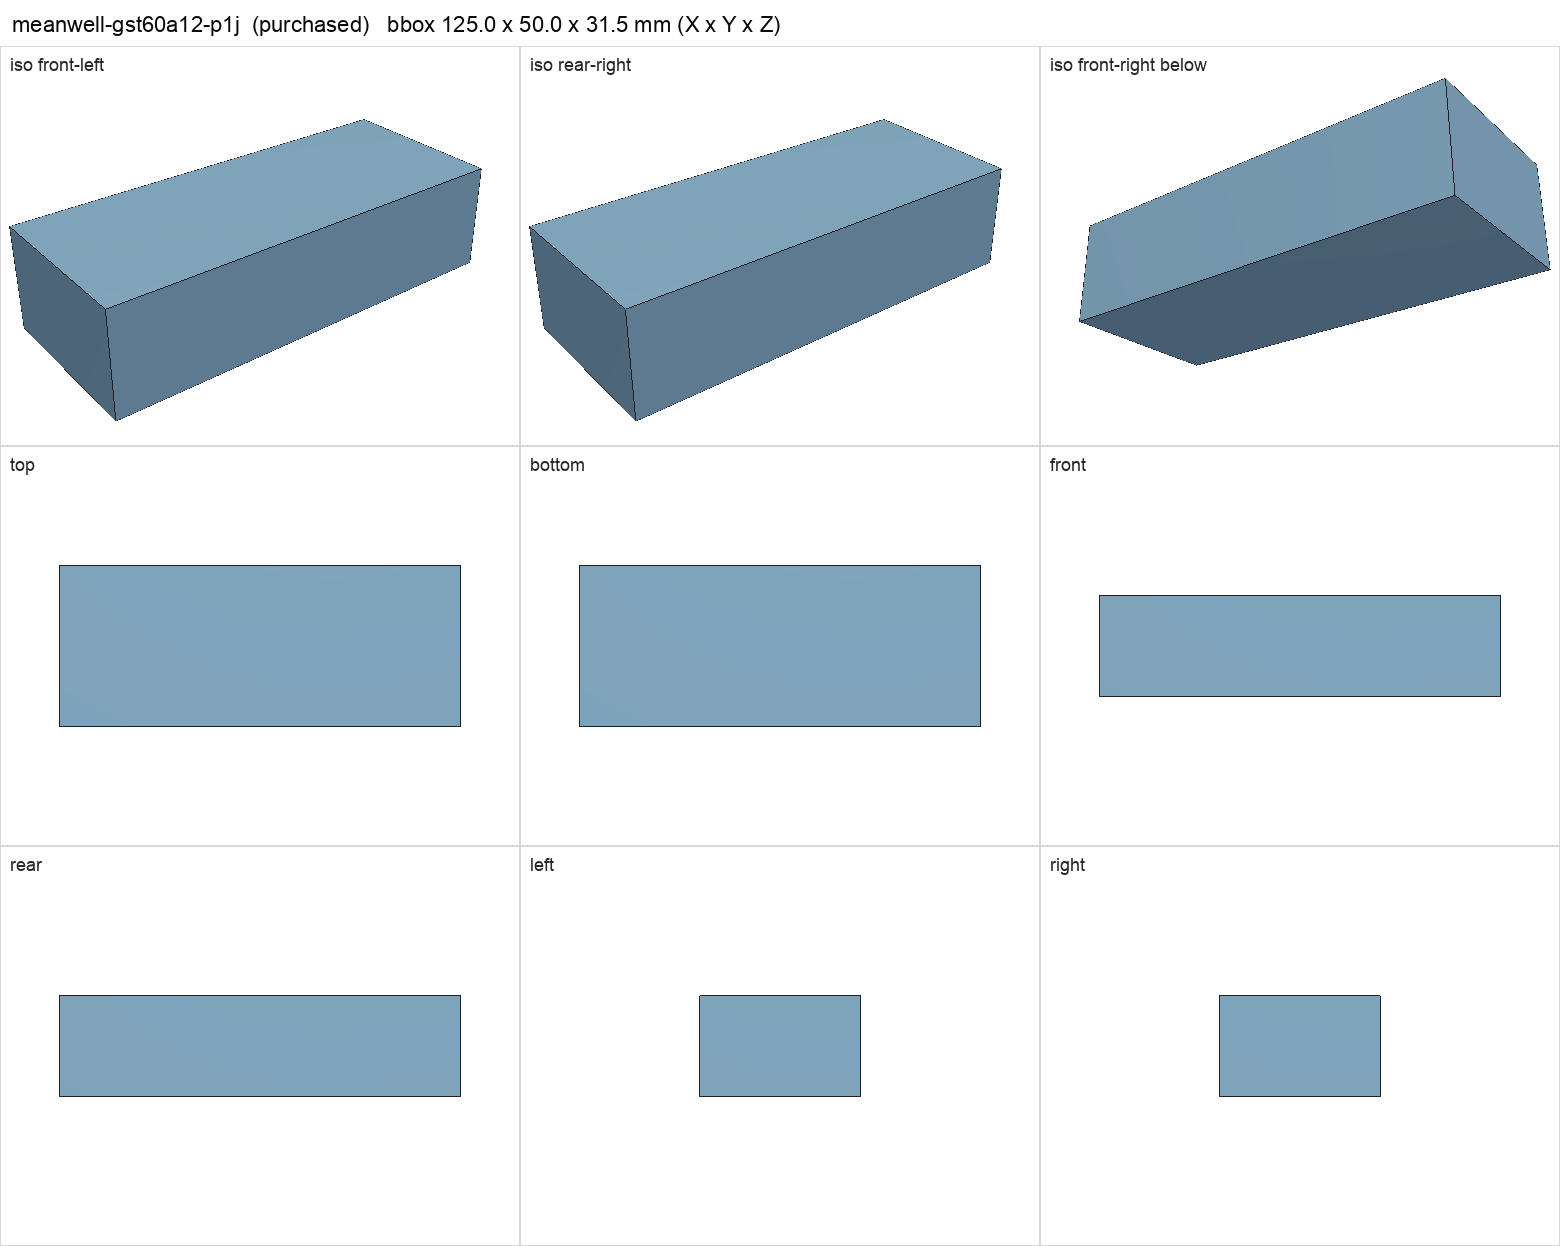 meanwell-gst60a12-p1j (purchased) bbox 125.0 x 50.0 x 31.5 mm (X x Y x Z)
iso front-left
iso rear-right
iso front-right below
top
bottom
front
rear
left
right